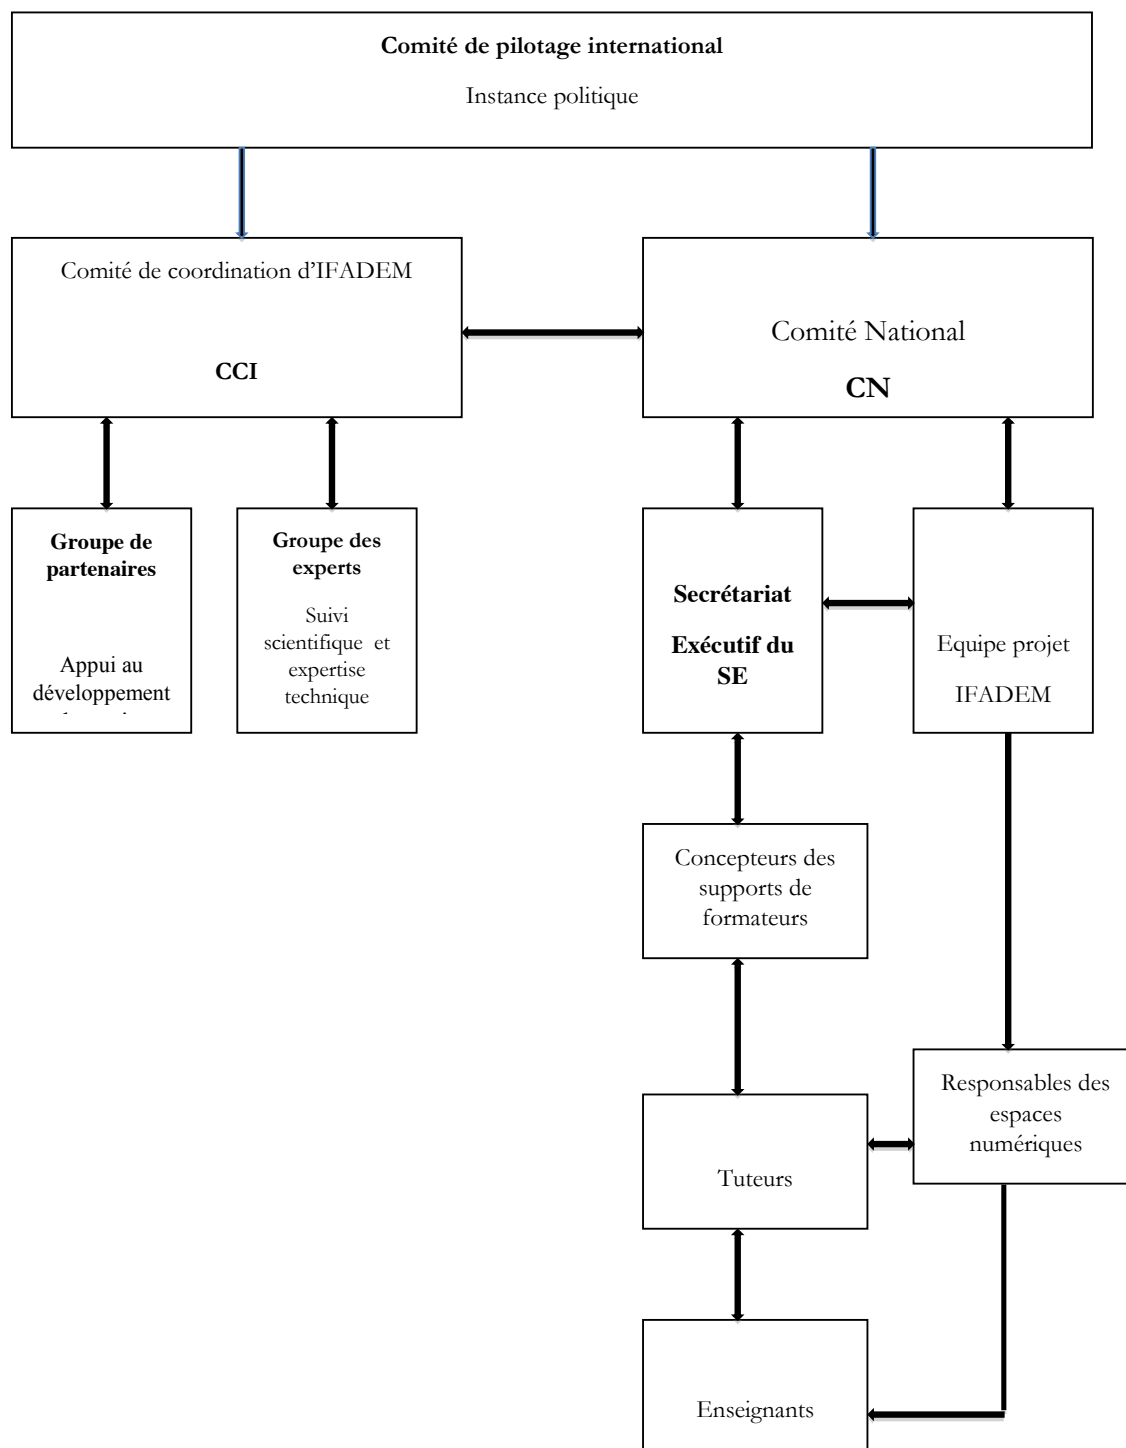 Comité de pilotage international
Instance politique
Comité de coordination d'IFADEM
CCI
Comité National
CN
Groupe de
partenaires
Appui au
développement
Groupe des
experts
Suivi
scientifique et
expertise
technique
Secrétariat
Exécutif du
SE
Equipe projet
IFADEM
Concepteurs des
supports de
formateurs
Responsables des
espaces
numériques
Tuteurs
Enseignants